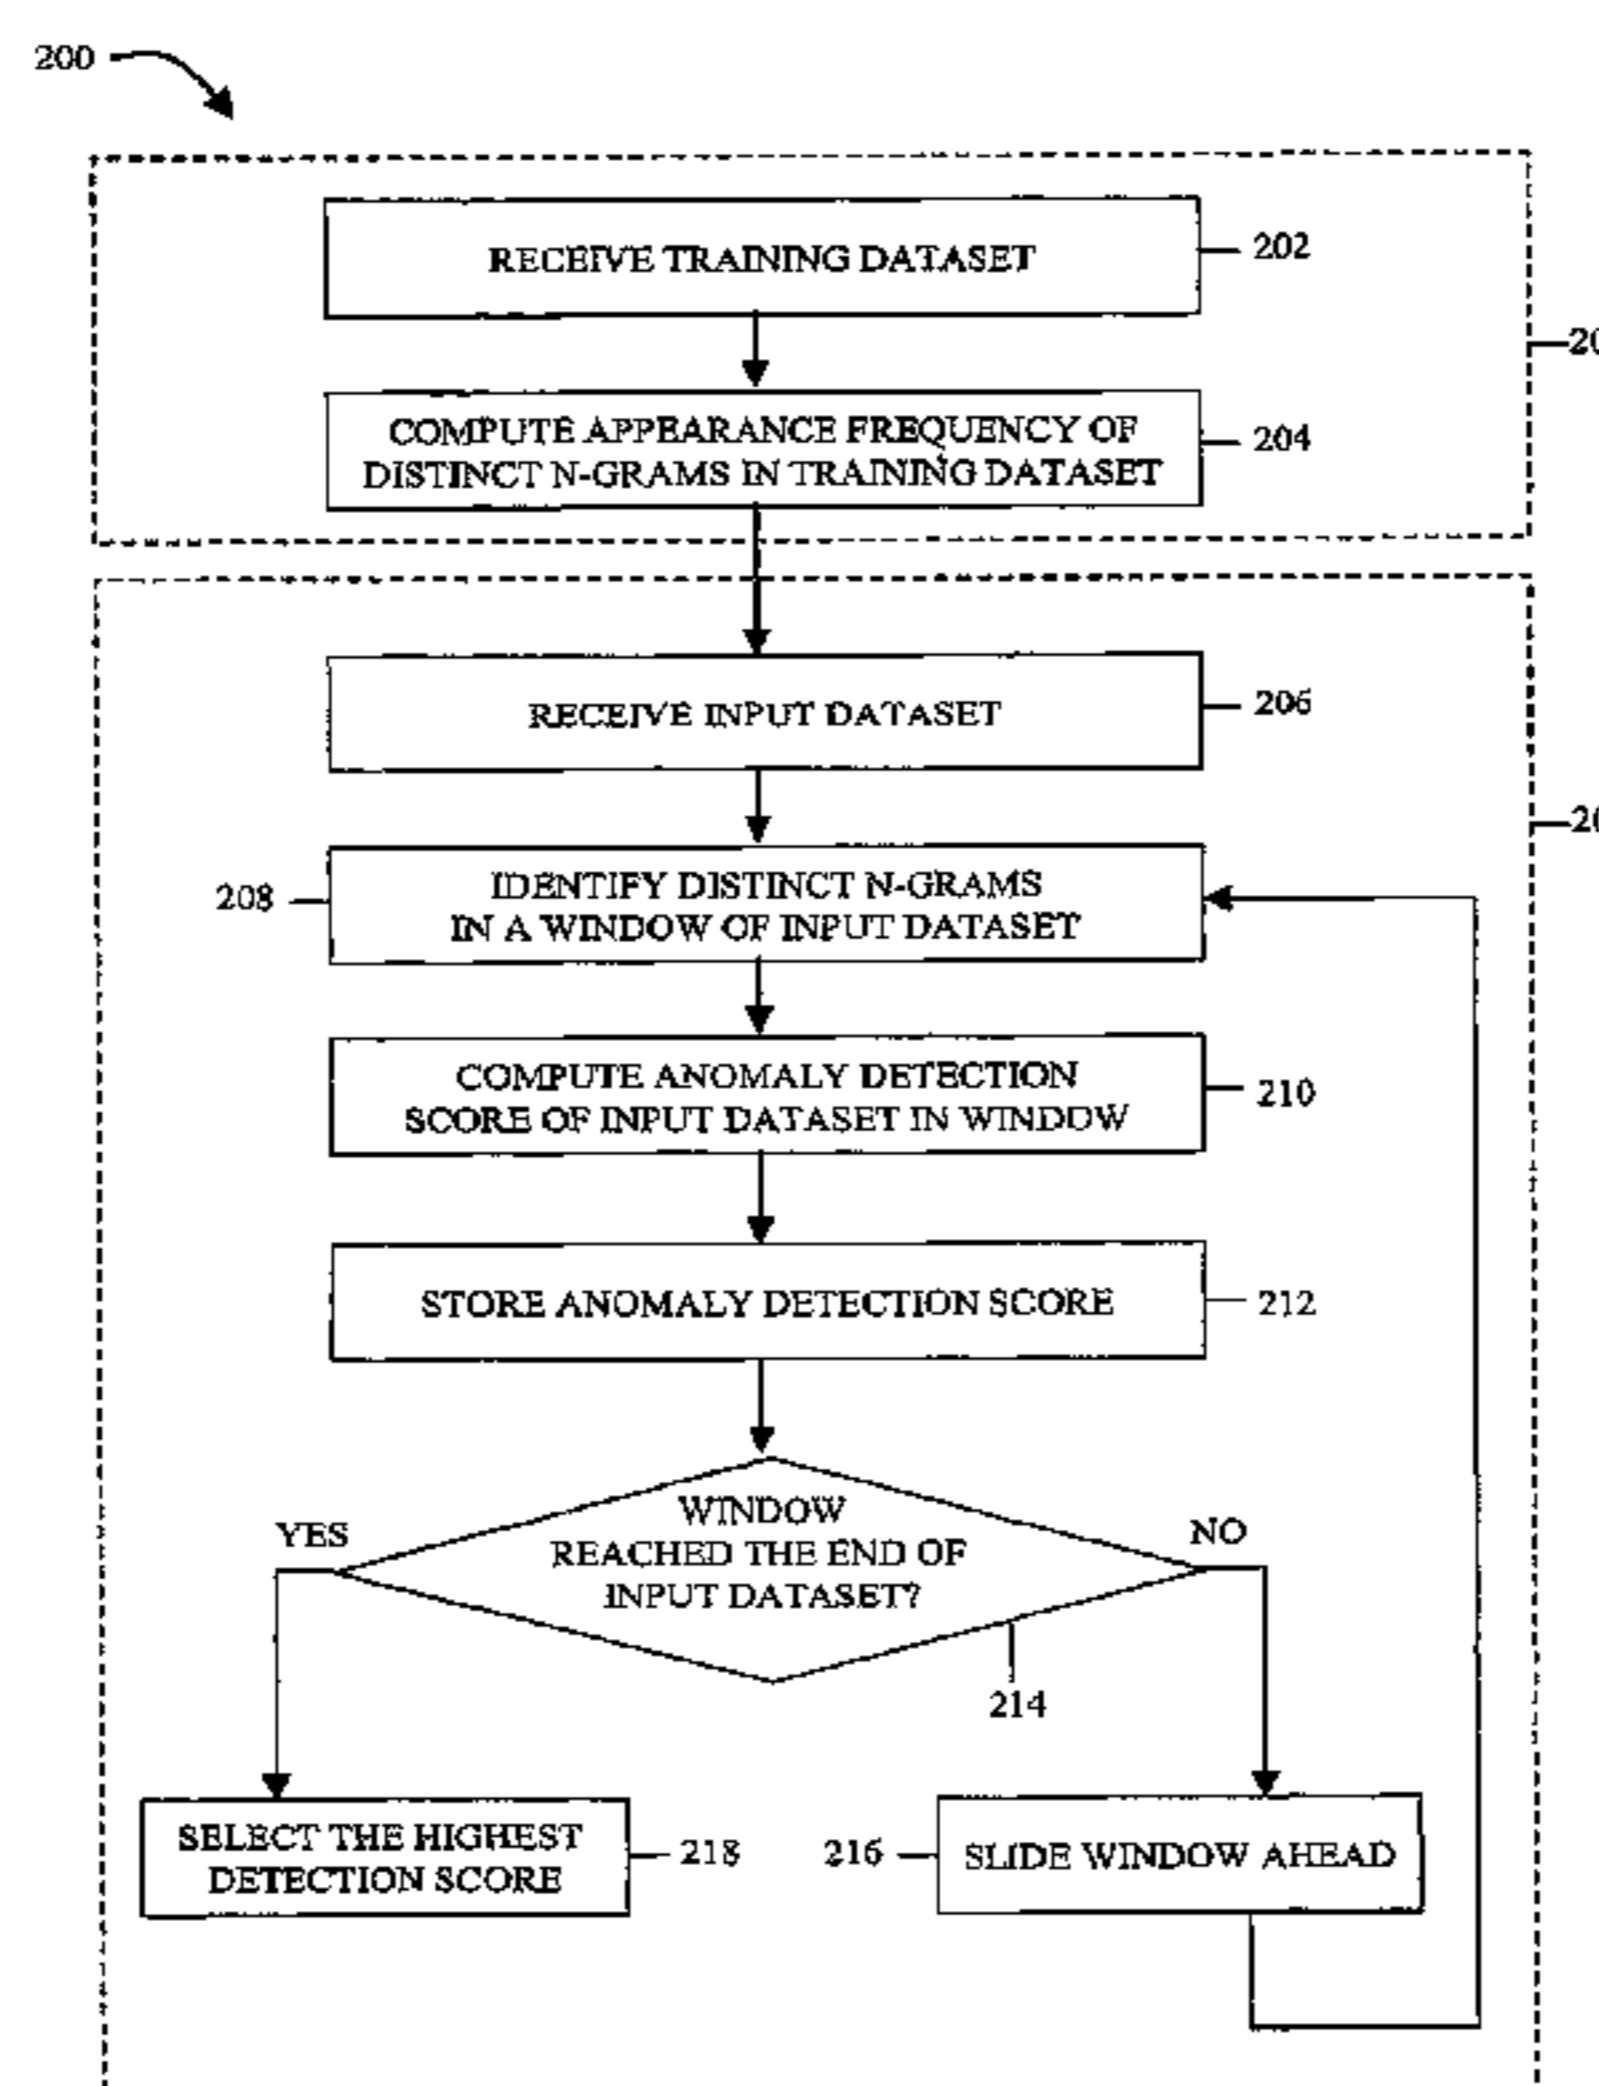 200
RECEIVE TRAINING DATASET
202
COMPUTE APPEARANCE FREQUENCY OF
DISTINCT N-GRAMS IN TRAINING DATASET
204
RECEIVE INPUT DATASET
206
208
IDENTIFY DISTINCT N-GRAMS
IN A WINDOW OF INPUT DATASET
COMPUTE ANOMALY DETECTION
SCORE OF INPUT DATASET IN WINDOW
210
STORE ANOMALY DETECTION SCORE
212
YES
WINDOW
REACHED THE END OF
INPUT DATASET?
NO
214
SELECT THE HIGHEST
DETECTION SCORE
218
216
SLIDE WINDOW AHEAD